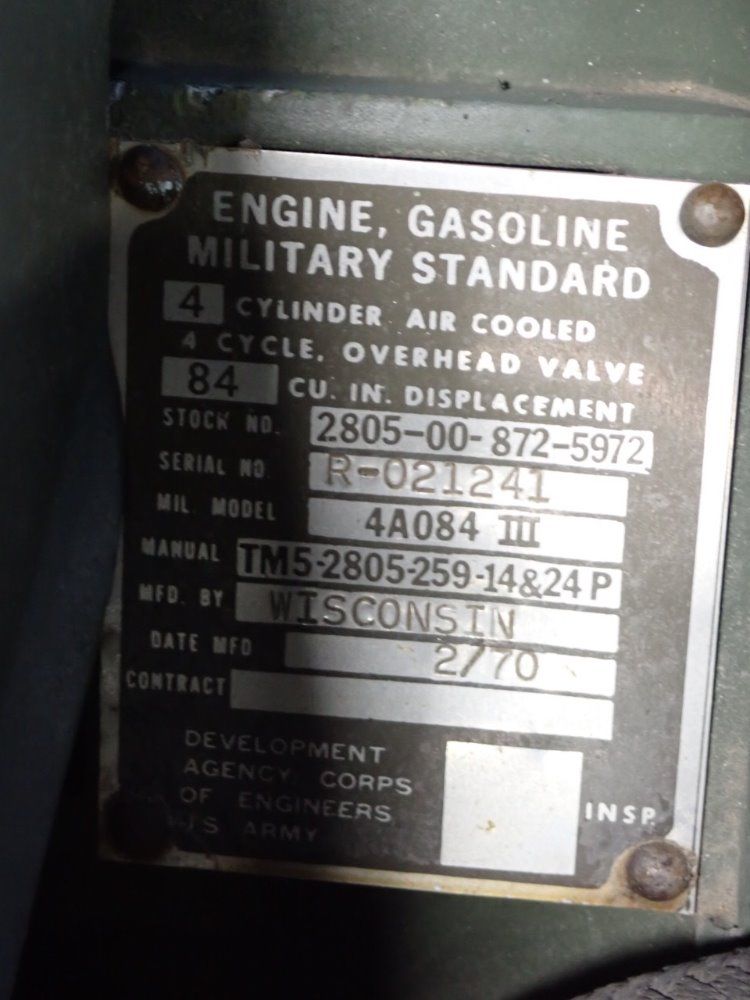 ENGINE, GASOLINE
MILITARY STANDARD
4 CYLINDER AIR COOLED
4 CYCLE, OVERHEAD VALVE
84 CU. IN. DISPLACEMENT
STOCK NO. 2805-00-872-5972
SERIAL NO. R-021241
MIL. MODEL 4A084 III
MANUAL TM5-2805-259-14&24P
MFD. BY WISCONSIN
DATE MFD 2/70
CONTRACT
DEVELOPMENT
AGENCY CORPS
OF ENGINEERS
US ARMY
INSP.